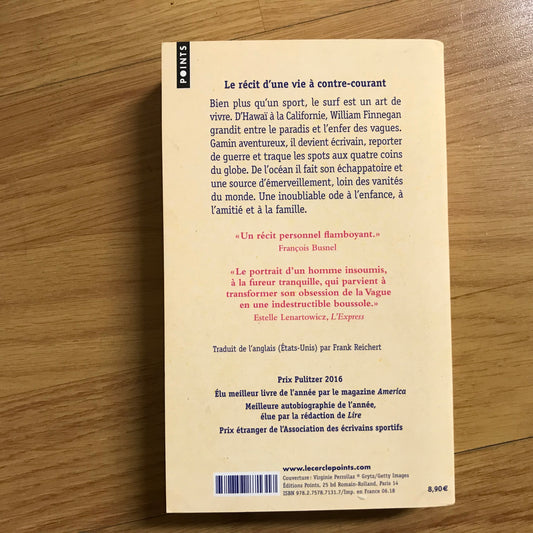 POINTS
Le récit d'une vie à contre-courant
Bien plus qu'un sport, le surf est un art de
vivre. D'Hawaï à la Californie, William Finnegan
grandit entre le paradis et l'enfer des vagues.
Gamin aventureux, il devient écrivain, reporter
de guerre et traque les spots aux quatre coins
du globe. De l'océan il fait son échappatoire et
une source d'émerveillement, loin des vanités
du monde. Une inoubliable ode à l'enfance, à
l'amitié et à la famille.
«Un récit personnel flamboyant.»
François Busnel
«Le portrait d'un homme insoumis,
à la fureur tranquille, qui parvient à
transformer son obsession de la Vague
en une indestructible boussole.»
Estelle Lenartowicz, L'Express
Traduit de l'anglais (États-Unis) par Frank Reichert
Prix Pulitzer 2016
Élu meilleur livre de l'année par le magazine America
Meilleure autobiographie de l'année,
élue par la rédaction de Lire
Prix étranger de l'Association des écrivains sportifs
www.lecerclepoints.com
Couverture : Virginie Perrollaz © Gryts/Getty Images
Éditions Points, 25 bd Romain-Rolland, Paris 14
ISBN 978.2.7578.7131.7/Imp. en France 06.18
8,90€